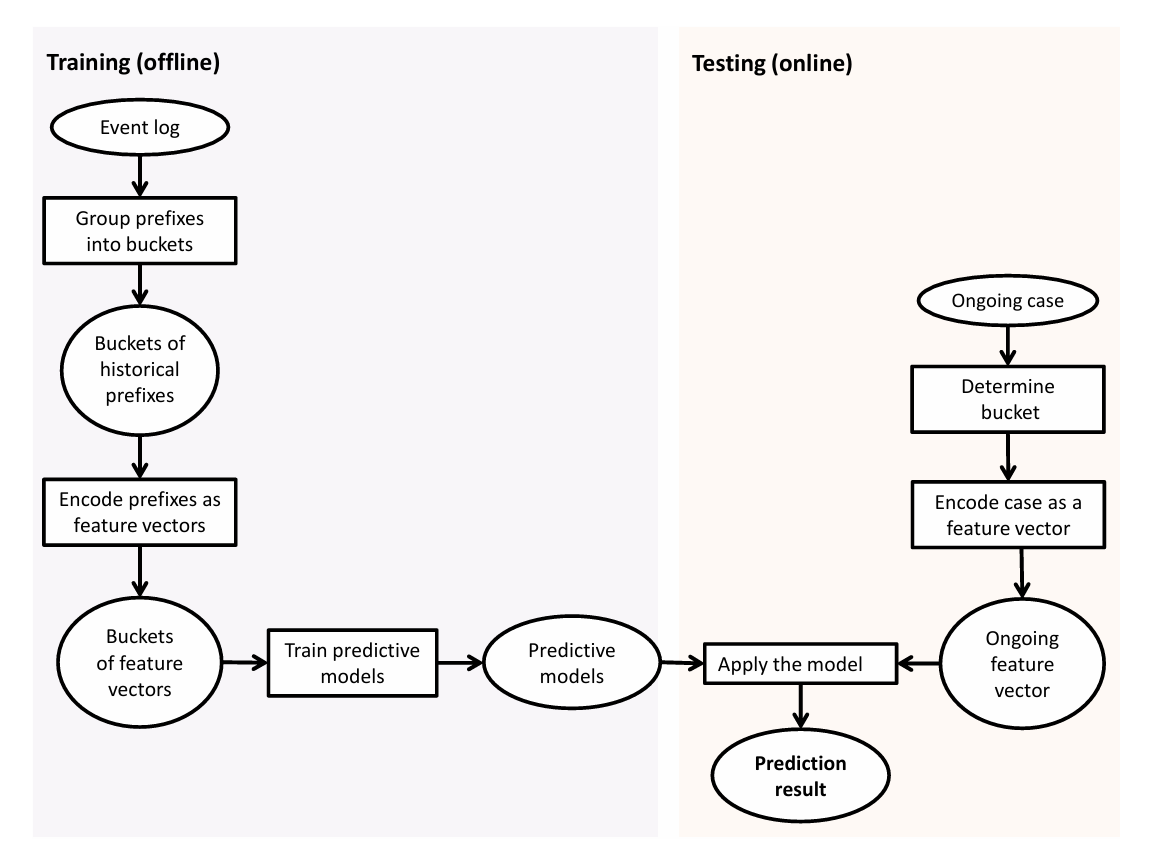 Training (offline)
Event log
Group prefixes
into buckets
Buckets of
historical
prefixes
Encode prefixes as
feature vectors
Buckets
of feature
vectors
Train predictive
models
Predictive
models
Testing (online)
Ongoing case
Determine
bucket
Encode case as a
feature vector
Ongoing
feature
vector
Apply the model
Prediction
result